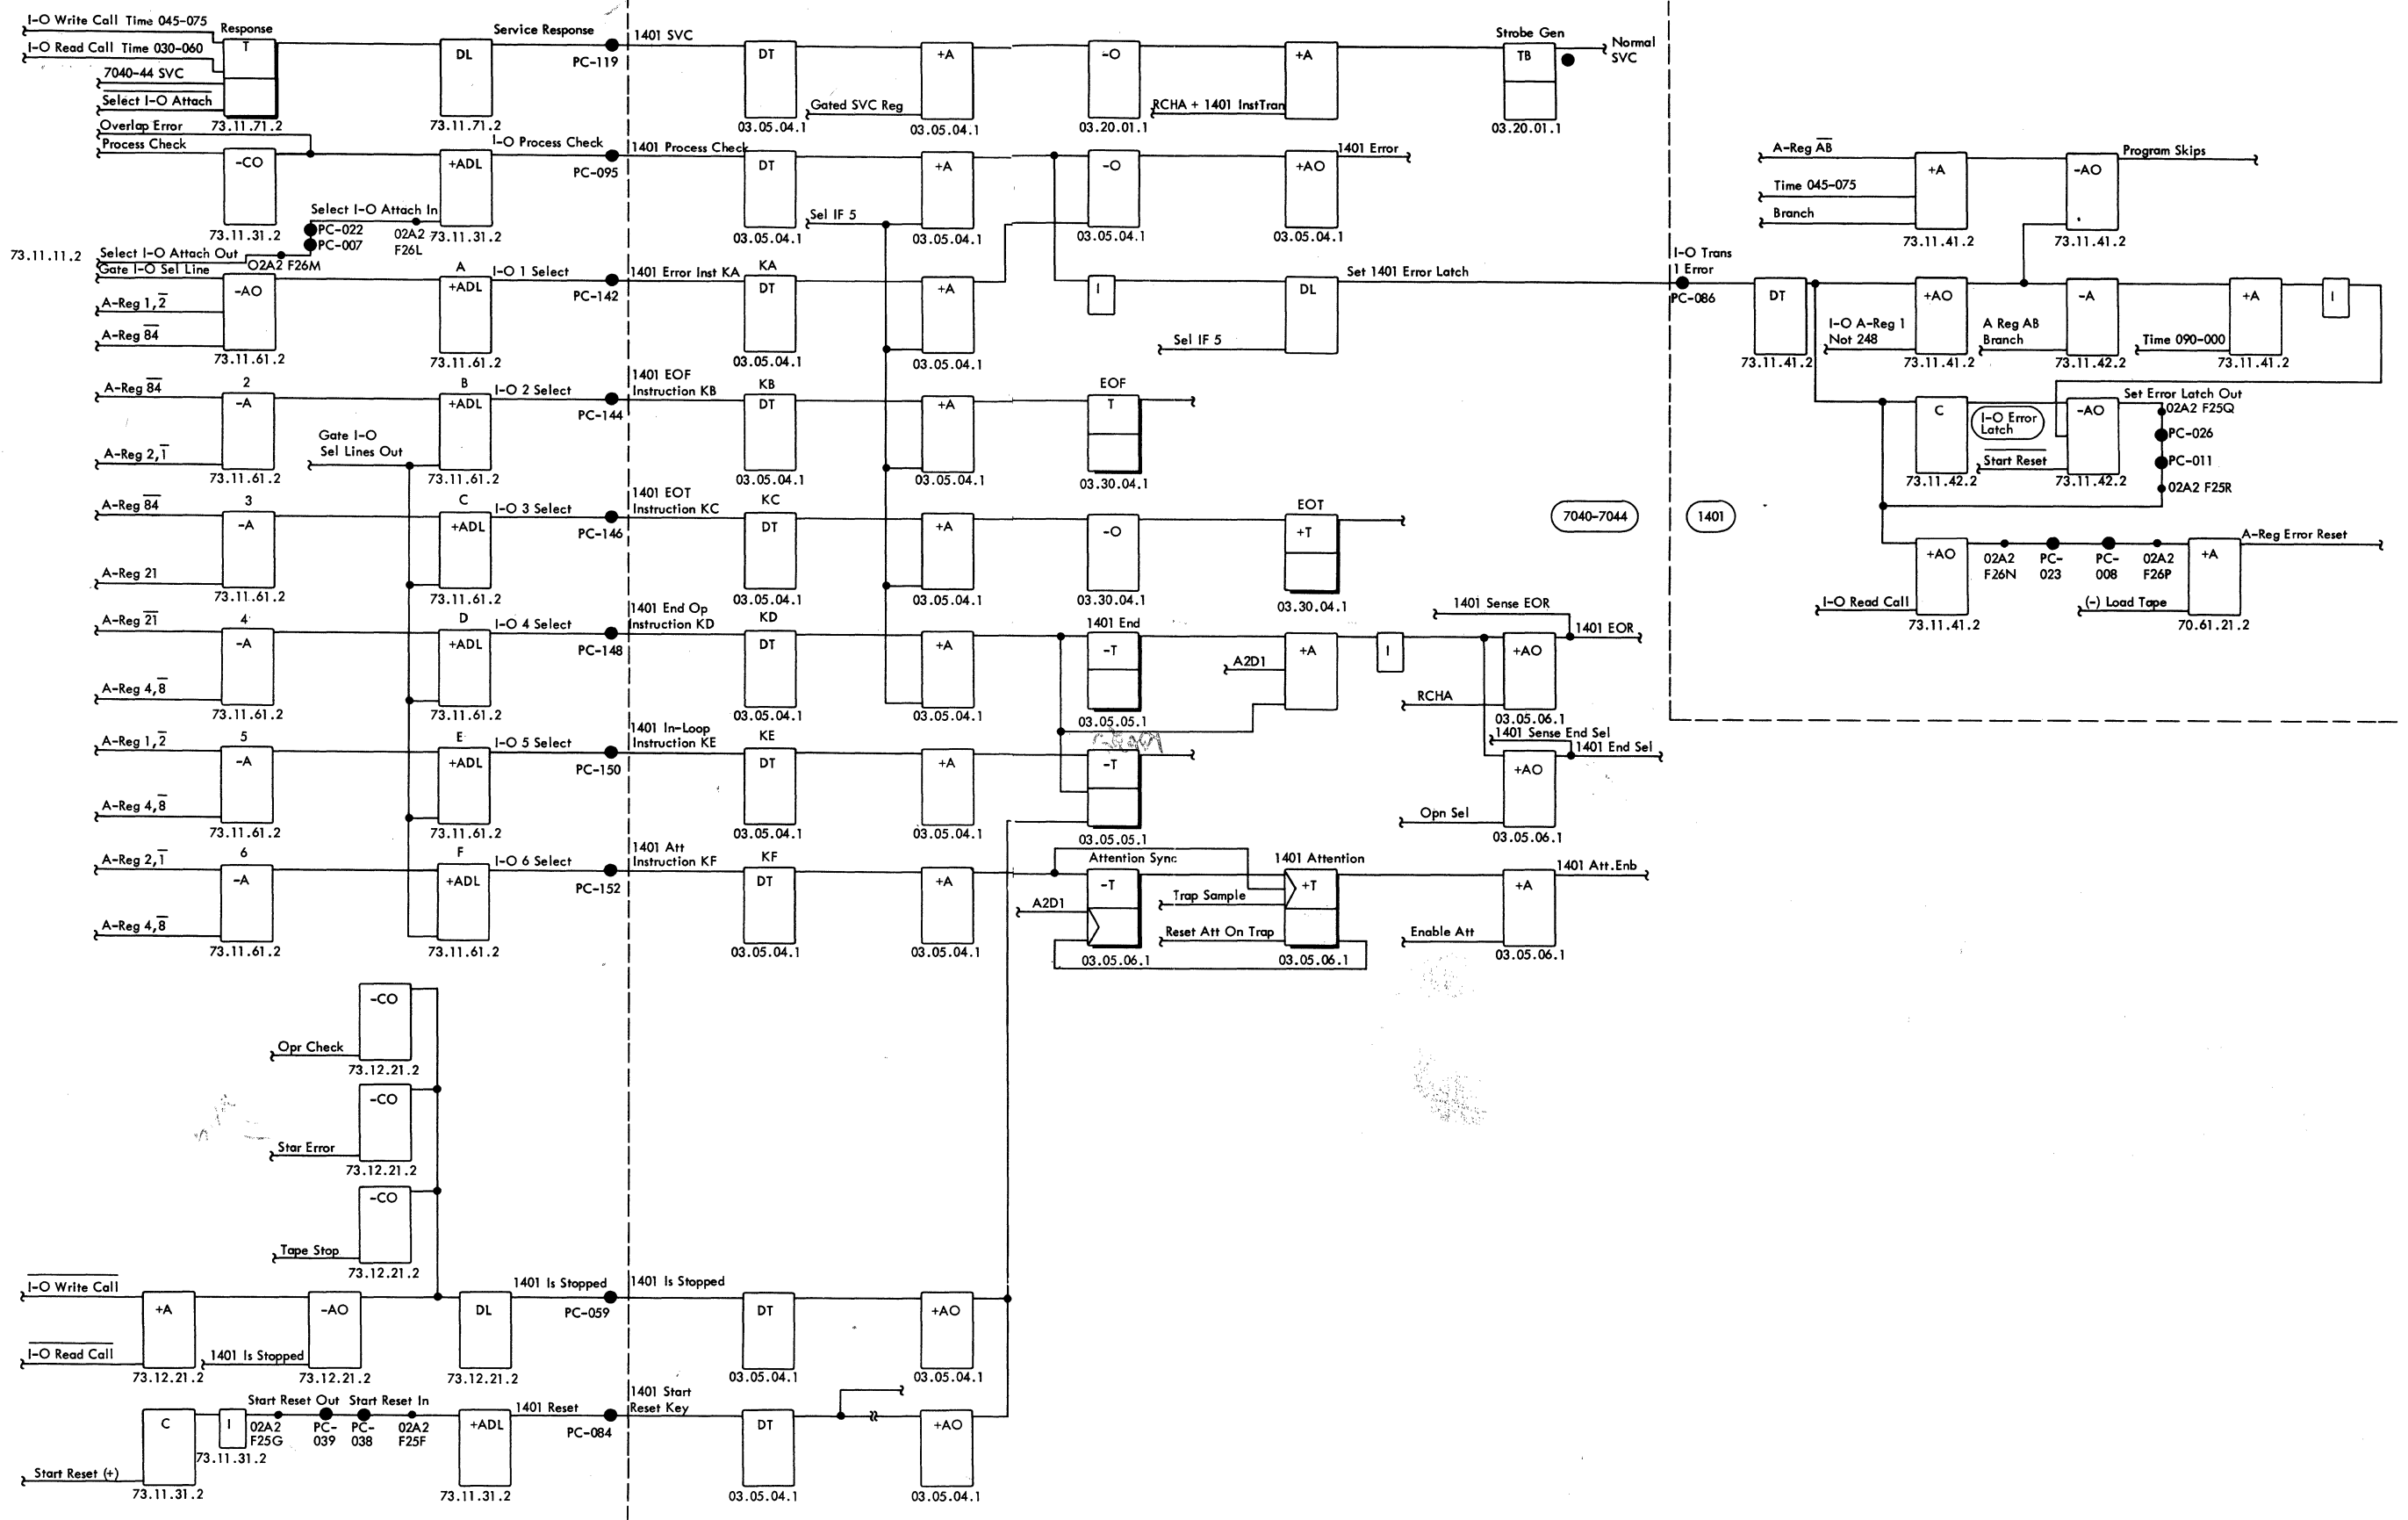 I-O Write Call Time 045-075
Response
I-O Read Call Time 030-060
T
7040-44 SVC
Select I-O Attach
73.11.71.2
DL
73.11.71.2
Service Response
PC-119
1401 SVC
DT
03.05.04.1
Gated SVC Reg
+A
03.05.04.1
-O
03.20.01.1
RCHA + 1401 InstTran
+A
Strobe Gen
TB
03.20.01.1
Normal
SVC
Overlap Error
Process Check
-CO
73.11.31.2
+ADL
73.11.31.2
I-O Process Check
PC-095
1401 Process Check
DT
03.05.04.1
Sel IF 5
+A
03.05.04.1
-O
03.05.04.1
+AO
03.05.04.1
1401 Error
Select I-O Attach In
PC-022
PC-007
02A2
F26L
73.11.11.2
Select I-O Attach Out
02A2 F26M
Gate I-O Sel Line
A-Reg 1,2̅
A-Reg 8̅4̅
-AO
73.11.61.2
A
+ADL
73.11.61.2
I-O 1 Select
PC-142
1401 Error Inst KA
KA
DT
03.05.04.1
+A
03.05.04.1
I
Sel IF 5
DL
Set 1401 Error Latch
A-Reg 8̅4̅
A-Reg 2,1̅
2
-A
73.11.61.2
Gate I-O
Sel Lines Out
B
+ADL
73.11.61.2
I-O 2 Select
PC-144
1401 EOF
Instruction KB
KB
DT
03.05.04.1
+A
03.05.04.1
EOF
T
03.30.04.1
A-Reg 8̅4̅
A-Reg 21
3
-A
73.11.61.2
C
+ADL
73.11.61.2
I-O 3 Select
PC-146
1401 EOT
Instruction KC
KC
DT
03.05.04.1
+A
03.05.04.1
-O
03.30.04.1
EOT
+T
03.30.04.1
7040-7044
1401
A-Reg 2̅1̅
A-Reg 4,8̅
4
-A
73.11.61.2
D
+ADL
73.11.61.2
I-O 4 Select
PC-148
1401 End Op
Instruction KD
KD
DT
03.05.04.1
+A
03.05.04.1
1401 End
-T
03.05.05.1
A2D1
+A
I
1401 Sense EOR
RCHA
+AO
03.05.06.1
1401 EOR
A-Reg 1,2̅
A-Reg 4,8̅
5
-A
73.11.61.2
E
+ADL
73.11.61.2
I-O 5 Select
PC-150
1401 In-Loop
Instruction KE
KE
DT
03.05.04.1
+A
03.05.04.1
-T
03.05.05.1
1401 Sense End Sel
Opn Sel
+AO
03.05.06.1
1401 End Sel
A-Reg 2,1̅
A-Reg 4,8̅
6
-A
73.11.61.2
F
+ADL
73.11.61.2
I-O 6 Select
PC-152
1401 Att
Instruction KF
KF
DT
03.05.04.1
+A
03.05.04.1
Attention Sync
A2D1
-T
03.05.06.1
1401 Attention
Trap Sample
Reset Att On Trap
+T
03.05.06.1
Enable Att
+A
03.05.06.1
1401 Att.Enb
-CO
Opr Check
73.12.21.2
-CO
Star Error
73.12.21.2
-CO
Tape Stop
73.12.21.2
I-O Write Call
I-O Read Call
+A
73.12.21.2
1401 Is Stopped
-AO
73.12.21.2
DL
73.12.21.2
1401 Is Stopped
PC-059
1401 Is Stopped
DT
03.05.04.1
+AO
03.05.04.1
Start Reset (+)
C
73.11.31.2
I
73.11.31.2
Start Reset Out
Start Reset In
02A2
F25G
PC-
039
PC-
038
02A2
F25F
+ADL
73.11.31.2
1401 Reset
PC-084
1401 Start
Reset Key
DT
03.05.04.1
+AO
03.05.04.1
A-Reg A̅B̅
Time 045-075
Branch
+A
73.11.41.2
-AO
73.11.41.2
Program Skips
I-O Trans
1 Error
PC-086
DT
73.11.41.2
I-O A-Reg 1
Not 248
+AO
73.11.41.2
A Reg AB
Branch
-A
73.11.42.2
Time 090-000
+A
73.11.41.2
I
C
73.11.42.2
I-O Error
Latch
Start Reset
-AO
73.11.42.2
Set Error Latch Out
02A2 F25Q
PC-026
PC-011
02A2 F25R
I-O Read Call
+AO
73.11.41.2
02A2
F26N
PC-
023
PC-
008
02A2
F26P
(-) Load Tape
+A
70.61.21.2
A-Reg Error Reset